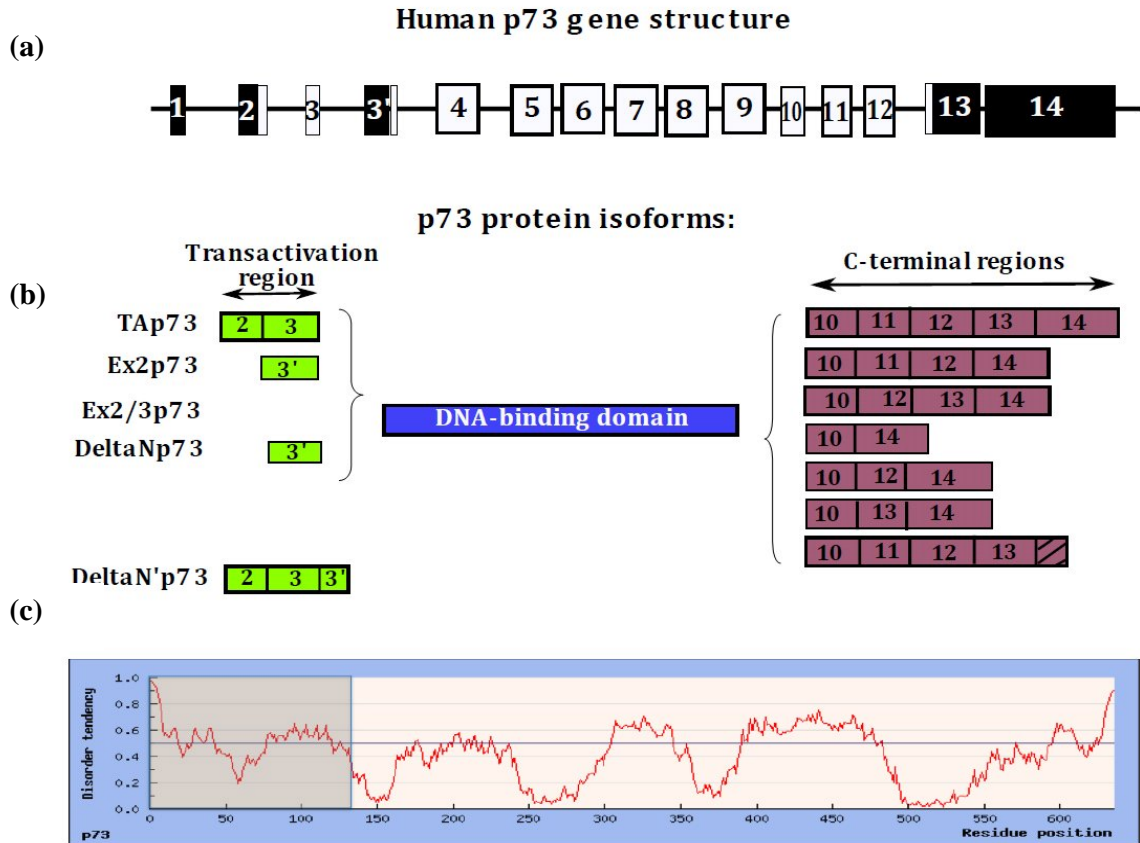 Human p73 gene structure
(a)
1 2 3 3' 4 5 6 7 8 9 10 11 12 13 14
p73 protein isoforms:
Transactivation region
C-terminal regions
(b)
TAp73 2 3
10 11 12 13 14
Ex2p73 3'
10 11 12 14
Ex2/3p73
DNA-binding domain
10 12 13 14
DeltaNp73 3'
10 14
10 12 14
10 13 14
10 11 12 13
DeltaN'p73 2 3 3'
(c)
Disorder tendency
1.0
0.8
0.6
0.4
0.2
0.0
0 50 100 150 200 250 300 350 400 450 500 550 600
p73 Residue position